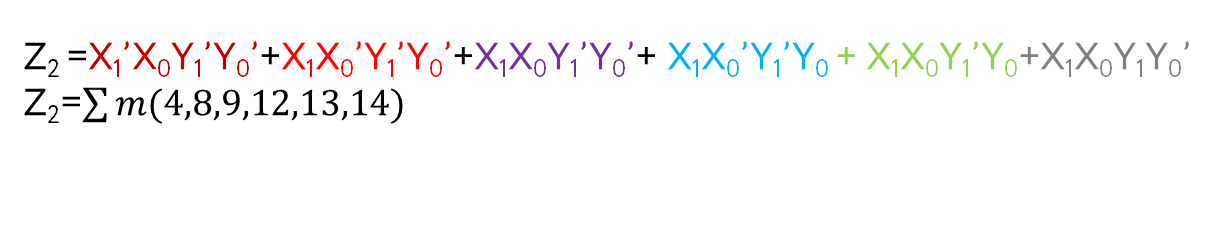 Z₂ =X₁’X₀Y₁’Y₀’+X₁X₀’Y₁’Y₀’+X₁X₀Y₁’Y₀’+ X₁X₀’Y₁’Y₀ + X₁X₀Y₁’Y₀+X₁X₀Y₁Y₀’
Z₂=∑ m(4,8,9,12,13,14)